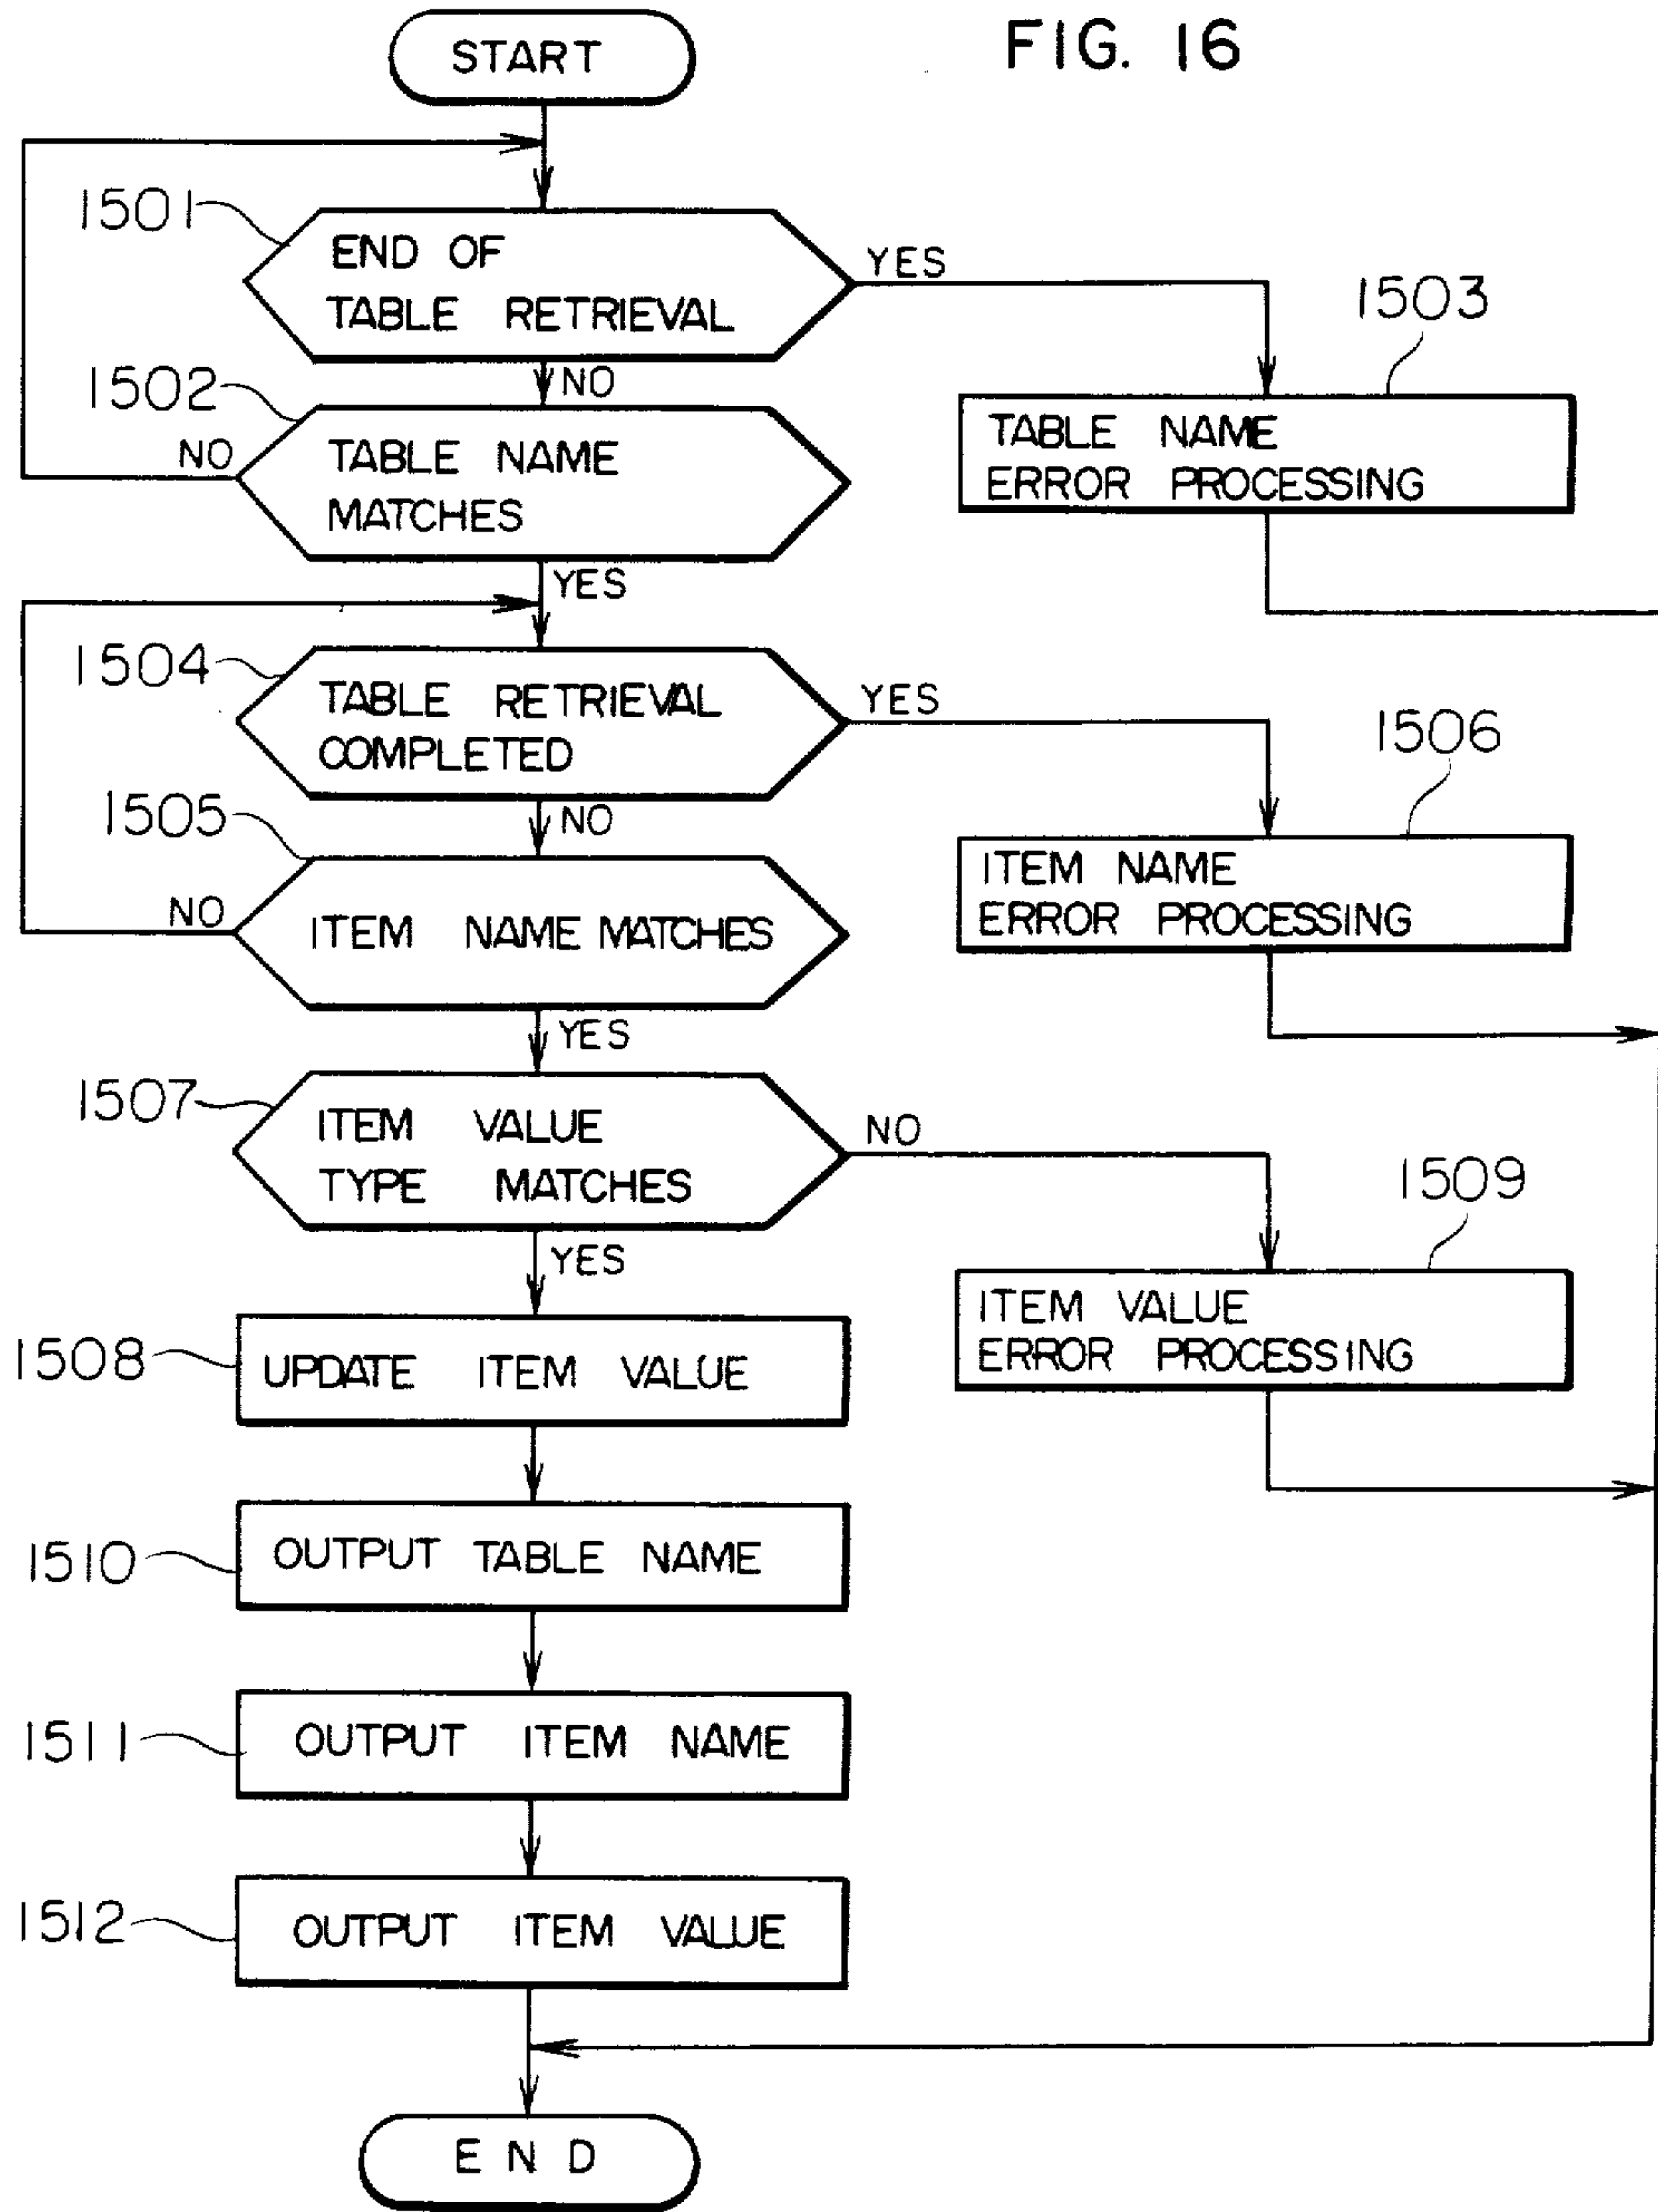 FIG. 16
START
1501
END OF
TABLE RETRIEVAL
YES
NO
1503
TABLE NAME
ERROR PROCESSING
1502
TABLE NAME
MATCHES
NO
YES
1504
TABLE RETRIEVAL
COMPLETED
YES
NO
1506
ITEM NAME
ERROR PROCESSING
1505
ITEM NAME MATCHES
NO
YES
1507
ITEM VALUE
TYPE MATCHES
NO
YES
1509
ITEM VALUE
ERROR PROCESSING
1508
UPDATE ITEM VALUE
1510
OUTPUT TABLE NAME
1511
OUTPUT ITEM NAME
1512
OUTPUT ITEM VALUE
END